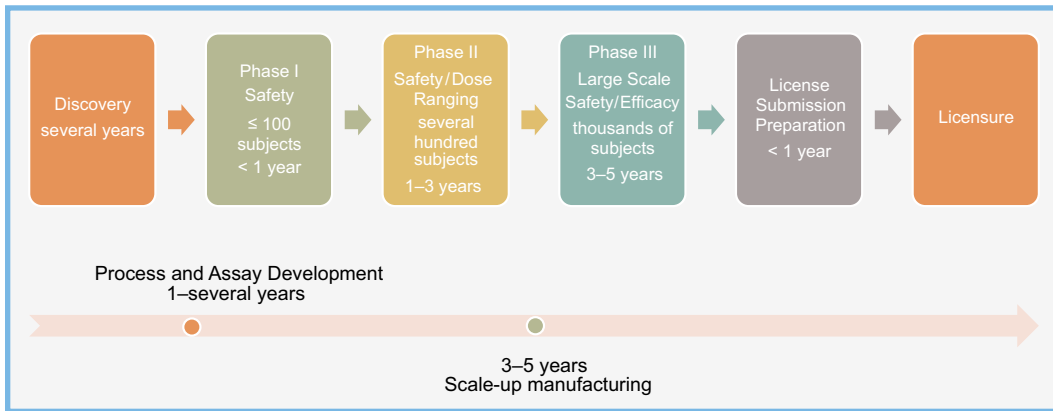 Discovery
several years
Phase I
Safety
≤ 100
subjects
< 1 year
Phase II
Safety/Dose
Ranging
several
hundred
subjects
1–3 years
Phase III
Large Scale
Safety/Efficacy
thousands of
subjects
3–5 years
License
Submission
Preparation
< 1 year
Licensure
Process and Assay Development
1–several years
3–5 years
Scale-up manufacturing